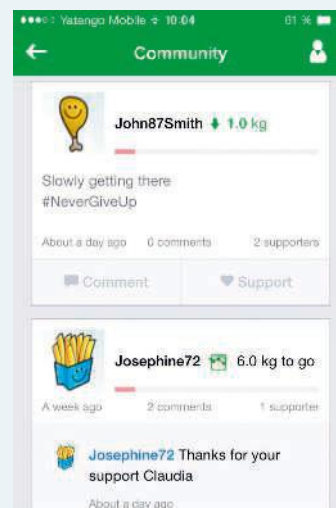 Yatango Mobile 10:04 61 %
Community
John87Smith 1.0 kg
Slowly getting there
#NeverGiveUp
About a day ago 0 comments 2 supporters
Comment Support
Josephine72 6.0 kg to go
A week ago 2 comments 1 supporter
Josephine72 Thanks for your
support Claudia
About a day ago